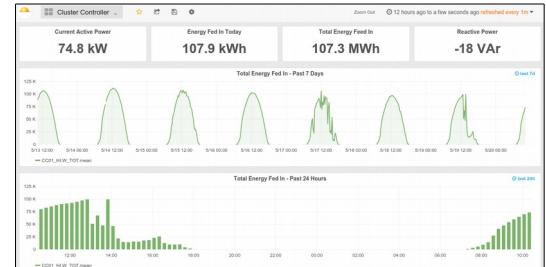 Cluster Controller
Zoom Out
12 hours ago to a few seconds ago refreshed every 1m
Current Active Power
Energy Fed In Today
Total Energy Feed In
Reactive Power
74.8 kW
107.9 kWh
107.3 MWh
-18 VAr
Total Energy Fed In - Past 7 Days
last 7d
125 K
100 K
75 K
50 K
25 K
0
5/13 12:00 5/14 00:00 5/14 12:00 5/15 00:00 5/15 12:00 5/16 00:00 5/16 12:00 5/17 00:00 5/17 12:00 5/18 00:00 5/18 12:00 5/19 00:00 5/19 12:00 5/20 00:00
Total Energy Fed In - Past 24 Hours
last 24h
125 K
100 K
75 K
50 K
25 K
0
12:00 14:00 16:00 18:00 20:00 22:00 00:00 02:00 04:00 06:00 08:00 10:00